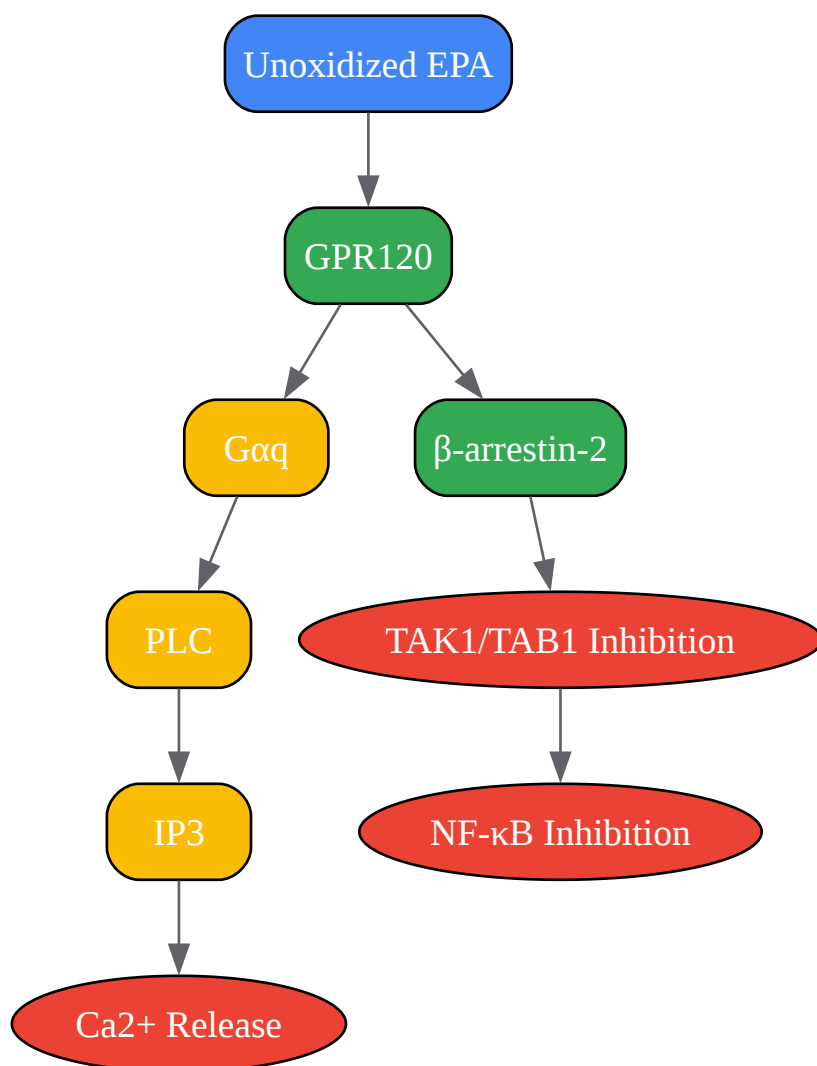 Unoxidized EPA
GPR120
Gαq
β-arrestin-2
PLC
TAK1/TAB1 Inhibition
IP3
NF-κB Inhibition
Ca2+ Release